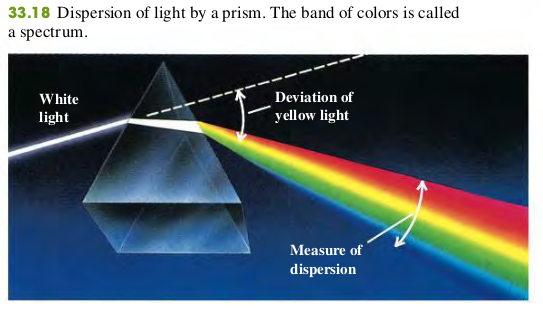 33.18 Dispersion of light by a prism. The band of colors is called
a spectrum.
White
light
Deviation of
yellow light
Measure of
dispersion